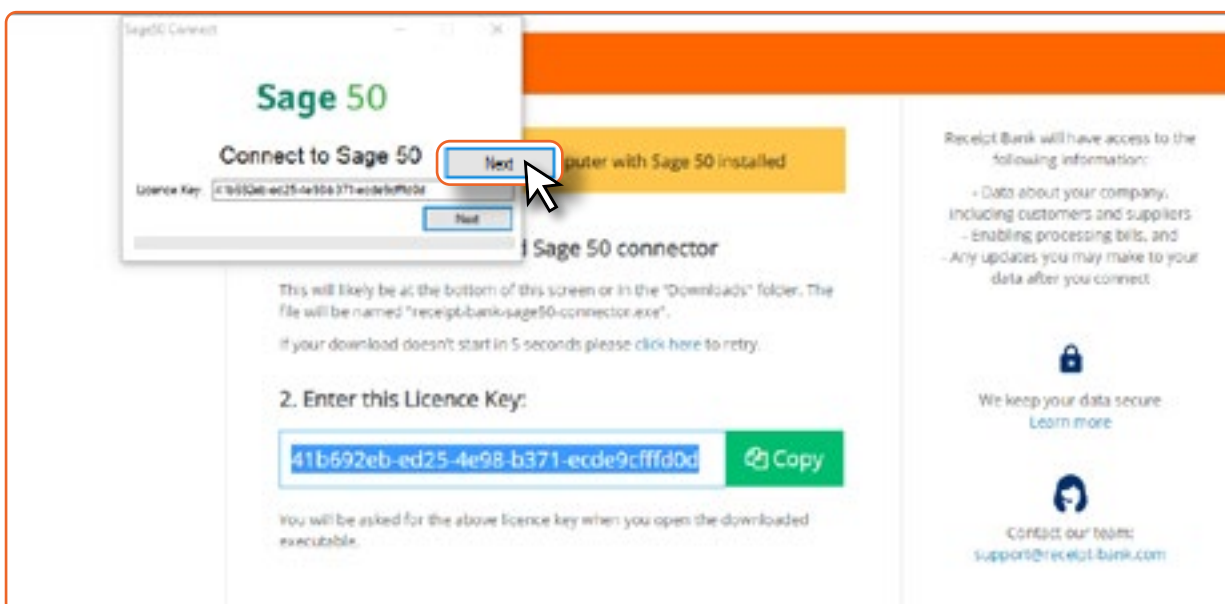 Sage50 Connect
Sage 50
Connect to Sage 50
Next
Licence Key:
Next
puter with Sage 50 installed
Sage 50 connector
This will likely be at the bottom of this screen or in the "Downloads" folder. The
file will be named "receipt-bank-sage50-connector.exe".
If your download doesn't start in 5 seconds please click here to retry.
2. Enter this Licence Key:
41b692eb-ed25-4e98-b371-ecde9cfffd0d
Copy
You will be asked for the above licence key when you open the downloaded
executable.
Receipt Bank will have access to the
following information:
- Data about your company,
including customers and suppliers
- Enabling processing bills, and
- Any updates you may make to your
data after you connect
We keep your data secure
Learn more
Contact our team:
support@receipt-bank.com